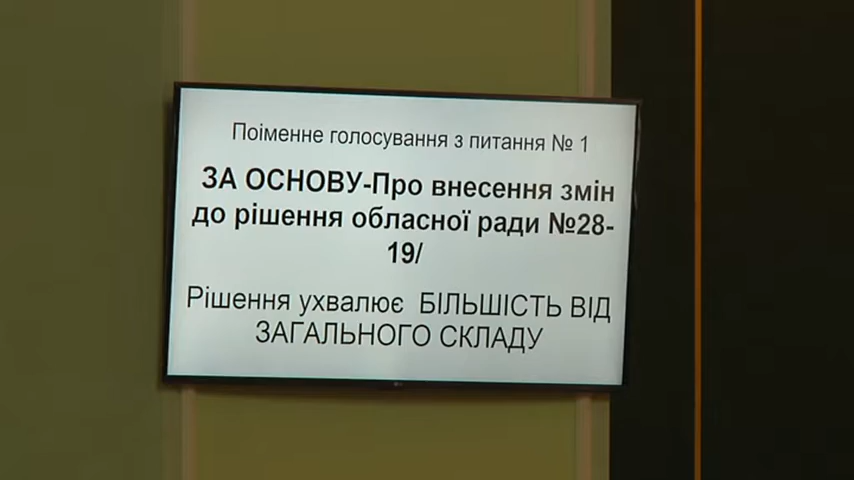 Поіменне голосування з питання № 1
ЗА ОСНОВУ-Про внесення змін
до рішення обласної ради №28-
19/
Рішення ухвалює БІЛЬШІСТЬ ВІД
ЗАГАЛЬНОГО СКЛАДУ